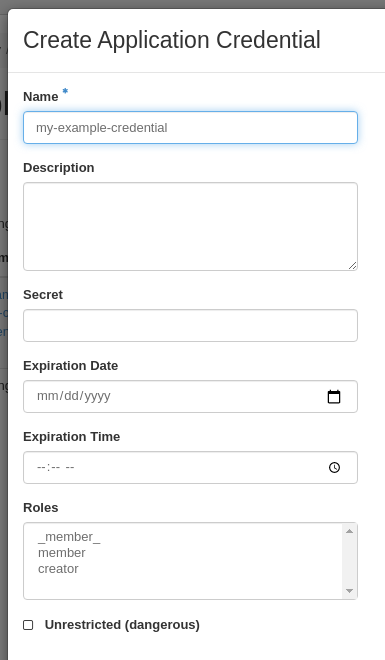 Create Application Credential
Name *
my-example-credential
Description
Secret
Expiration Date
mm/dd/yyyy
Expiration Time
--:-- --
Roles
_member_
member
creator
Unrestricted (dangerous)